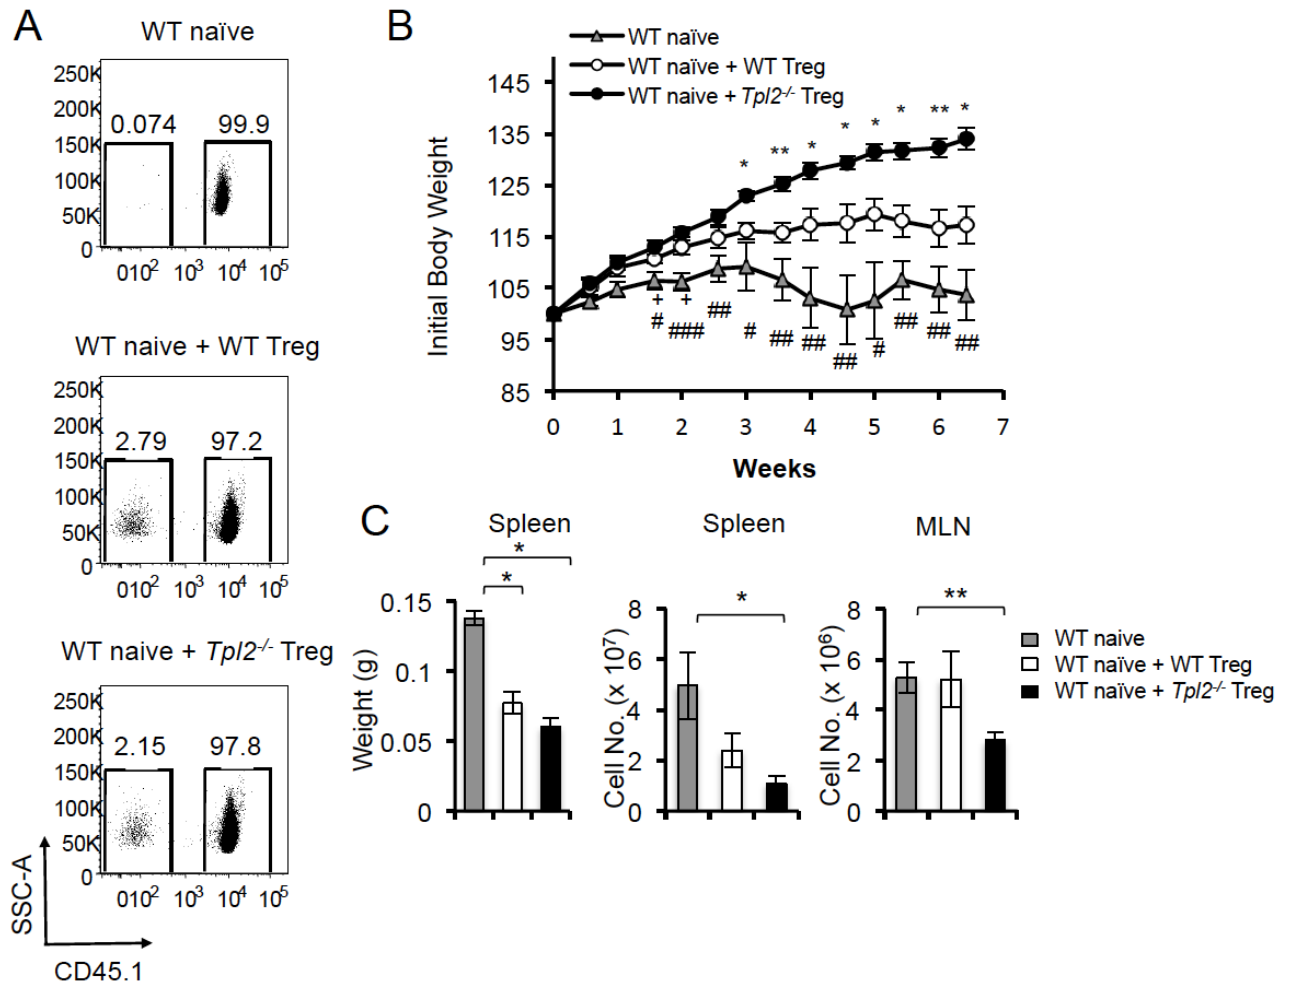 A
WT naïve
250K
200K
150K
100K
50K
0
0.074
99.9
010²
10³
10⁴
10⁵
WT naive + WT Treg
250K
200K
150K
100K
50K
0
2.79
97.2
010²
10³
10⁴
10⁵
WT naive + Tpl2-/- Treg
250K
200K
150K
100K
50K
0
2.15
97.8
010²
10³
10⁴
10⁵
SSC-A
CD45.1
B
WT naïve
WT naïve + WT Treg
WT naive + Tpl2-/- Treg
Initial Body Weight
145
135
125
115
105
95
85
* ** * * * * ** *
+ +
# ### ## # ## ## ## # ## ## ##
0 1 2 3 4 5 6 7
Weeks
C
Spleen
*
*
Weight (g)
0.15
0.1
0.05
0
Spleen
*
Cell No. (x 10⁷)
8
6
4
2
0
MLN
**
Cell No. (x 10⁶)
8
6
4
2
0
WT naive
WT naïve + WT Treg
WT naïve + Tpl2-/- Treg